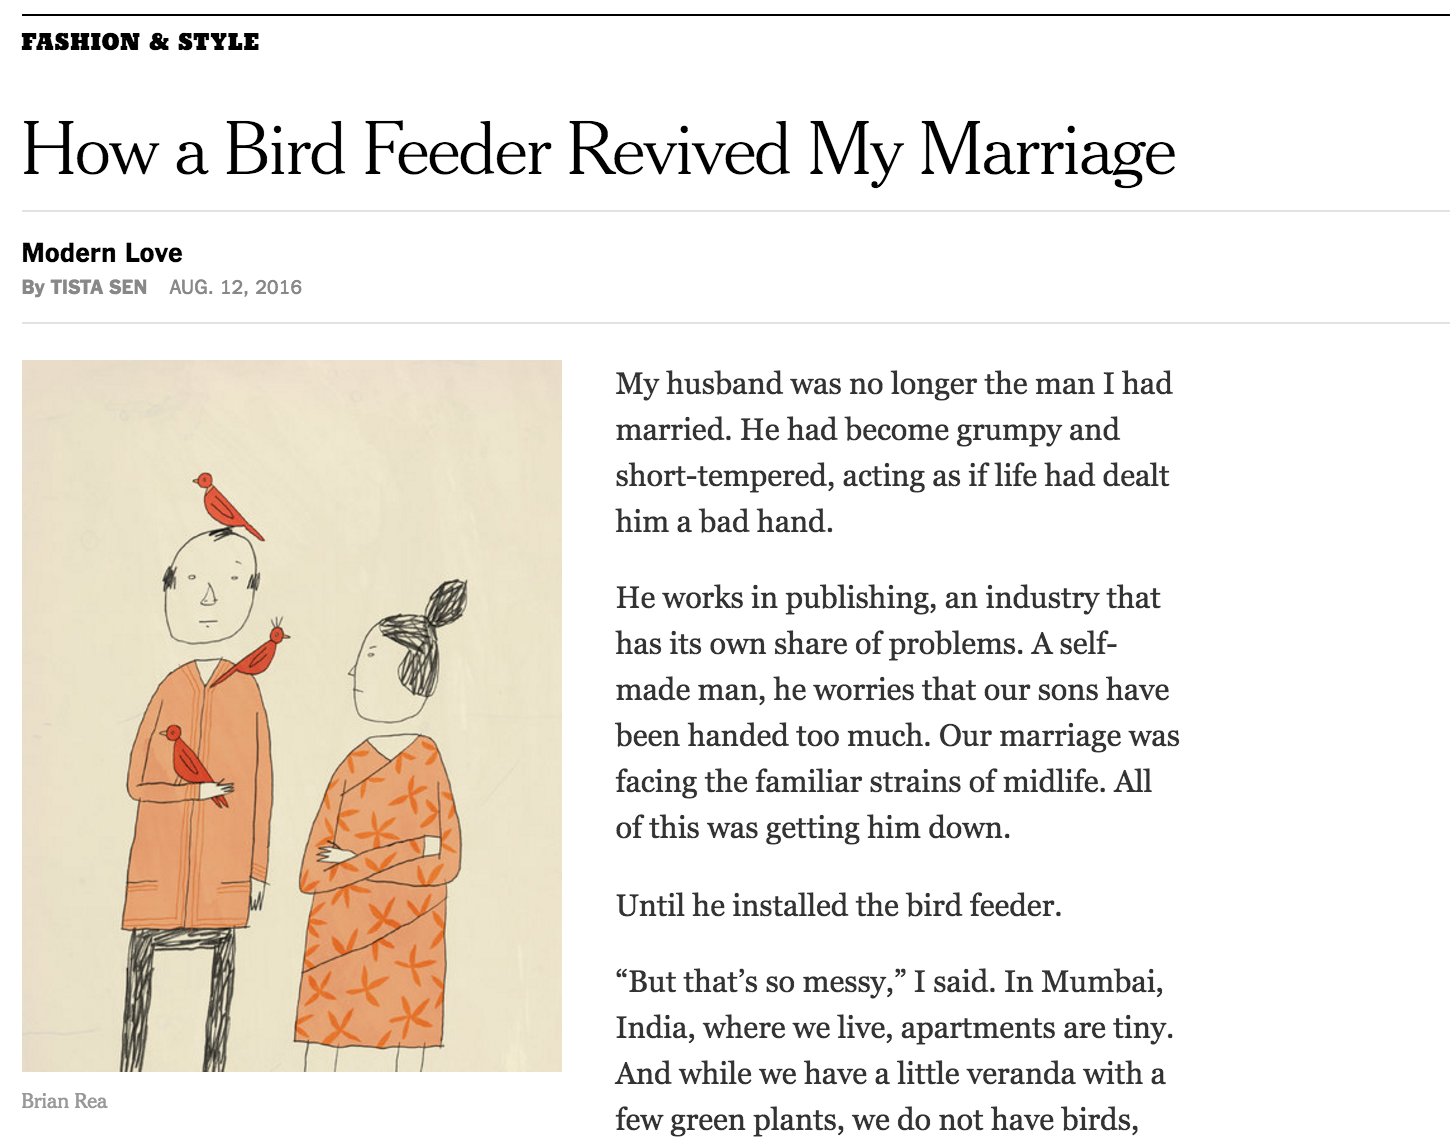 FASHION & STYLE
How a Bird Feeder Revived My Marriage
Modern Love
By TISTA SEN AUG. 12, 2016
My husband was no longer the man I had
married. He had become grumpy and
short-tempered, acting as if life had dealt
him a bad hand.
He works in publishing, an industry that
has its own share of problems. A self-
made man, he worries that our sons have
been handed too much. Our marriage was
facing the familiar strains of midlife. All
of this was getting him down.
Until he installed the bird feeder.
“But that’s so messy,” I said. In Mumbai,
India, where we live, apartments are tiny.
And while we have a little veranda with a
few green plants, we do not have birds,
Brian Rea